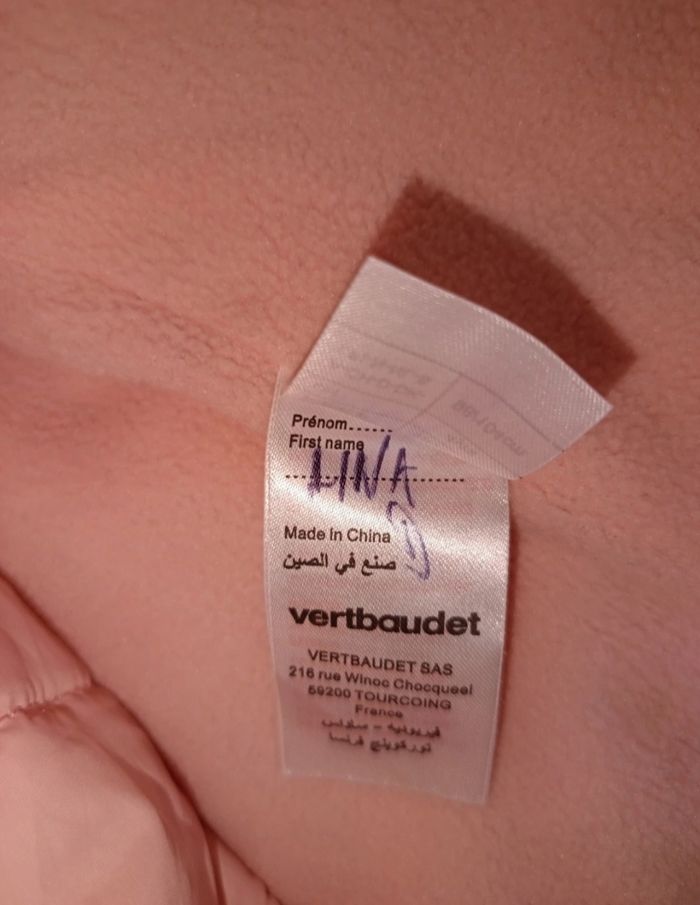 Prénom......
First name
LINA
Made in China
صنع في الصين
vertbaudet
VERTBAUDET SAS
216 rue Winoc Chocqueel
59200 TOURCOING
France